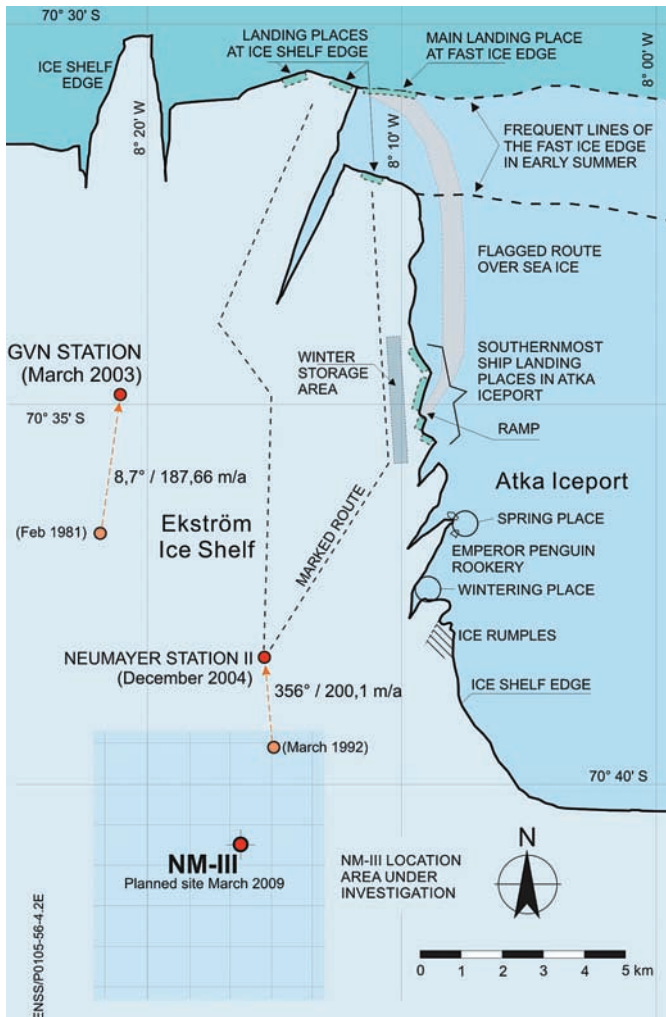 70° 30' S
LANDING PLACES
AT ICE SHELF EDGE
MAIN LANDING PLACE
AT FAST ICE EDGE
8° 00' W
ICE SHELF
EDGE
8° 20' W
8° 10' W
FREQUENT LINES OF
THE FAST ICE EDGE
IN EARLY SUMMER
FLAGGED ROUTE
OVER SEA ICE
GVN STATION
(March 2003)
WINTER
STORAGE
AREA
SOUTHERNMOST
SHIP LANDING
PLACES IN ATKA
ICEPORT
70° 35' S
RAMP
8,7° / 187,66 m/a
Atka Iceport
(Feb 1981)
Ekström
Ice Shelf
MARKED ROUTE
SPRING PLACE
EMPEROR PENGUIN
ROOKERY
WINTERING PLACE
ICE RUMPLES
NEUMAYER STATION II
(December 2004)
356° / 200,1 m/a
ICE SHELF EDGE
(March 1992)
70° 40' S
NM-III
Planned site March 2009
NM-III LOCATION
AREA UNDER
INVESTIGATION
N
0 1 2 3 4 5 km
ENSS/P0105-56-4.2E